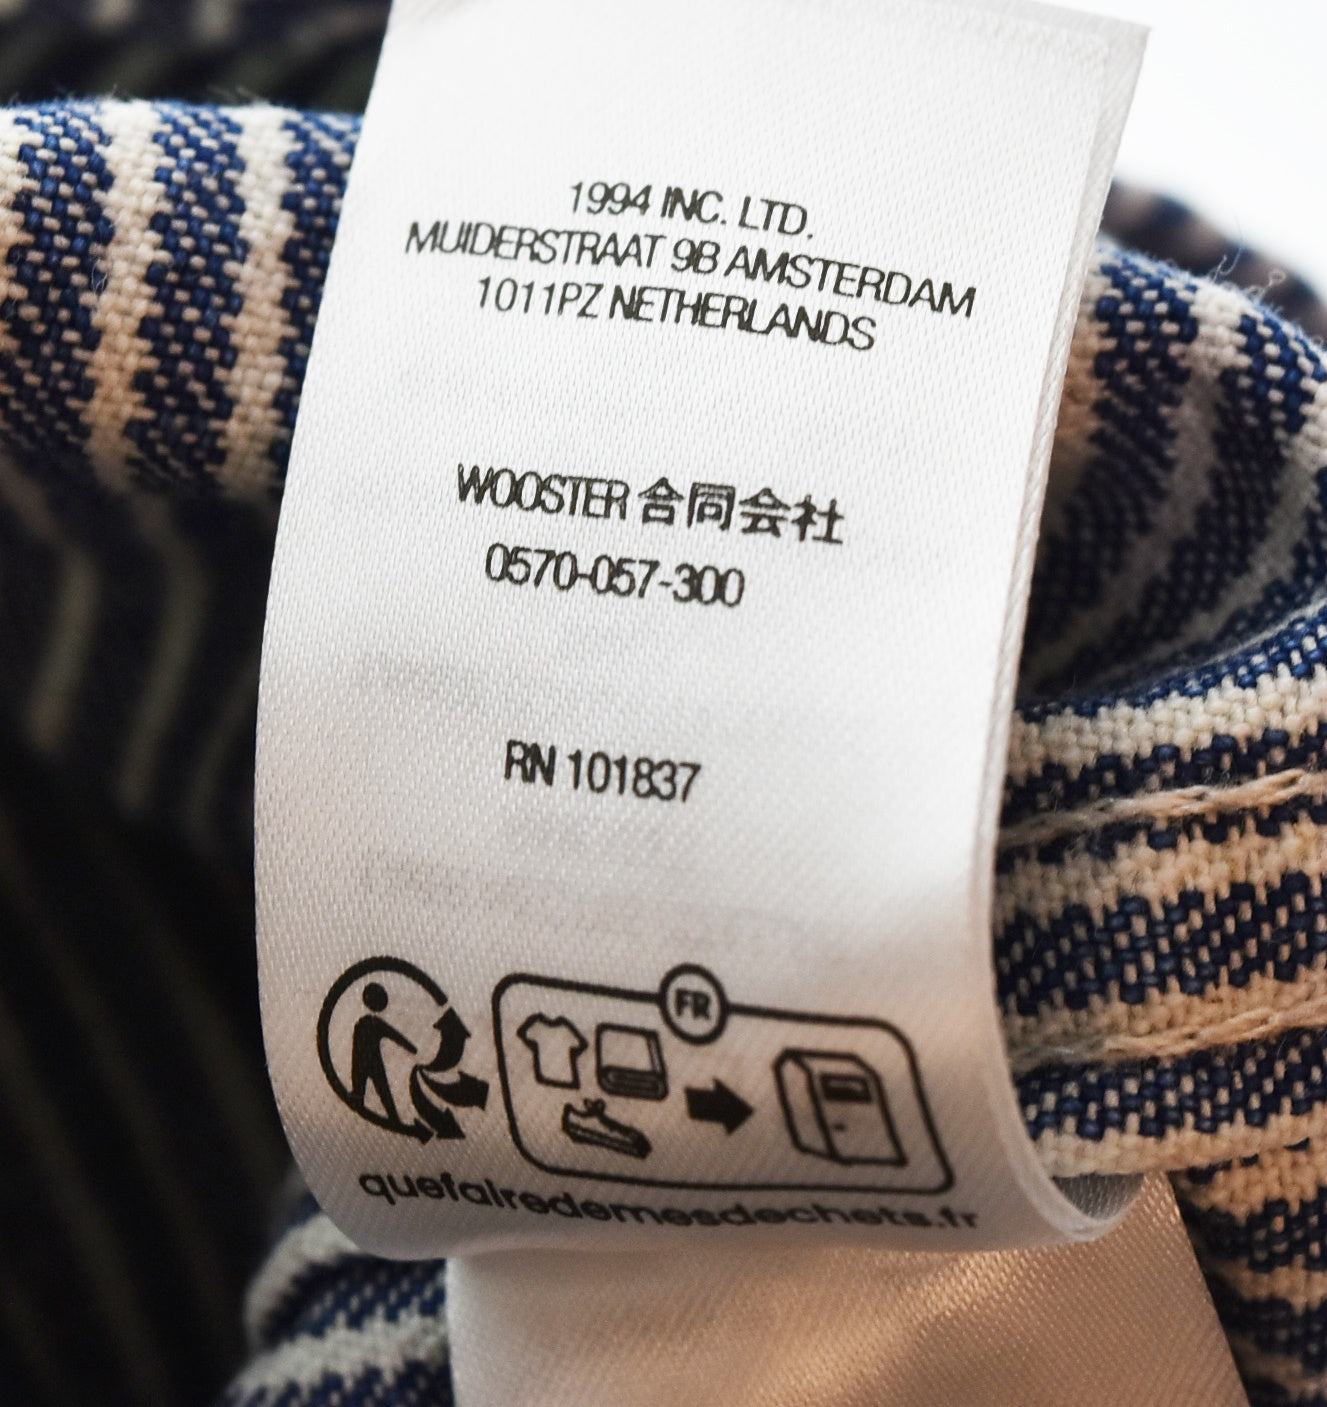 1994 INC. LTD.
MUIDERSTRAAT 9B AMSTERDAM
1011PZ NETHERLANDS
WOOSTER 合同会社
0570-057-300
RN 101837
FR
quefairedemesdechets.fr